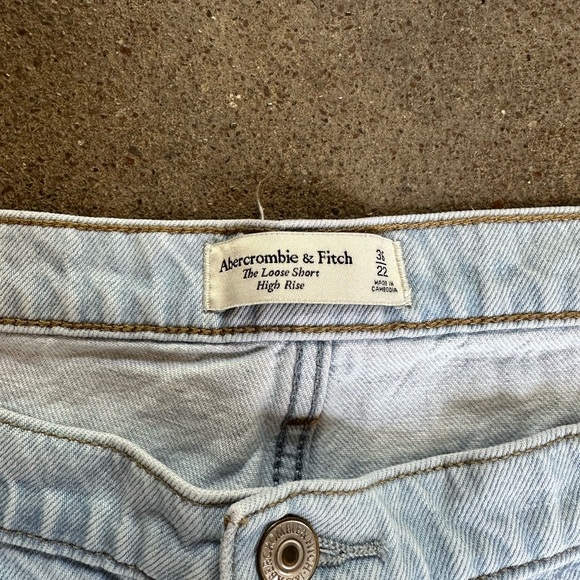 Abercrombie & Fitch
The Loose Short
High Rise
36
22
MADE IN
CAMBODIA